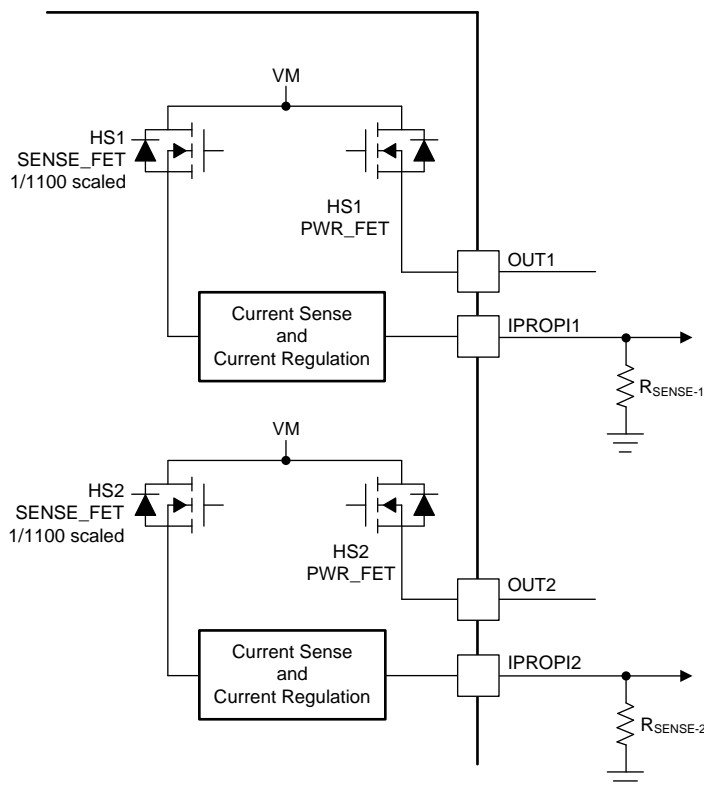 VM
HS1
SENSE_FET
1/1100 scaled
HS1
PWR_FET
OUT1
Current Sense
and
Current Regulation
IPROPI1
RSENSE-1
VM
HS2
SENSE_FET
1/1100 scaled
HS2
PWR_FET
OUT2
Current Sense
and
Current Regulation
IPROPI2
RSENSE-2